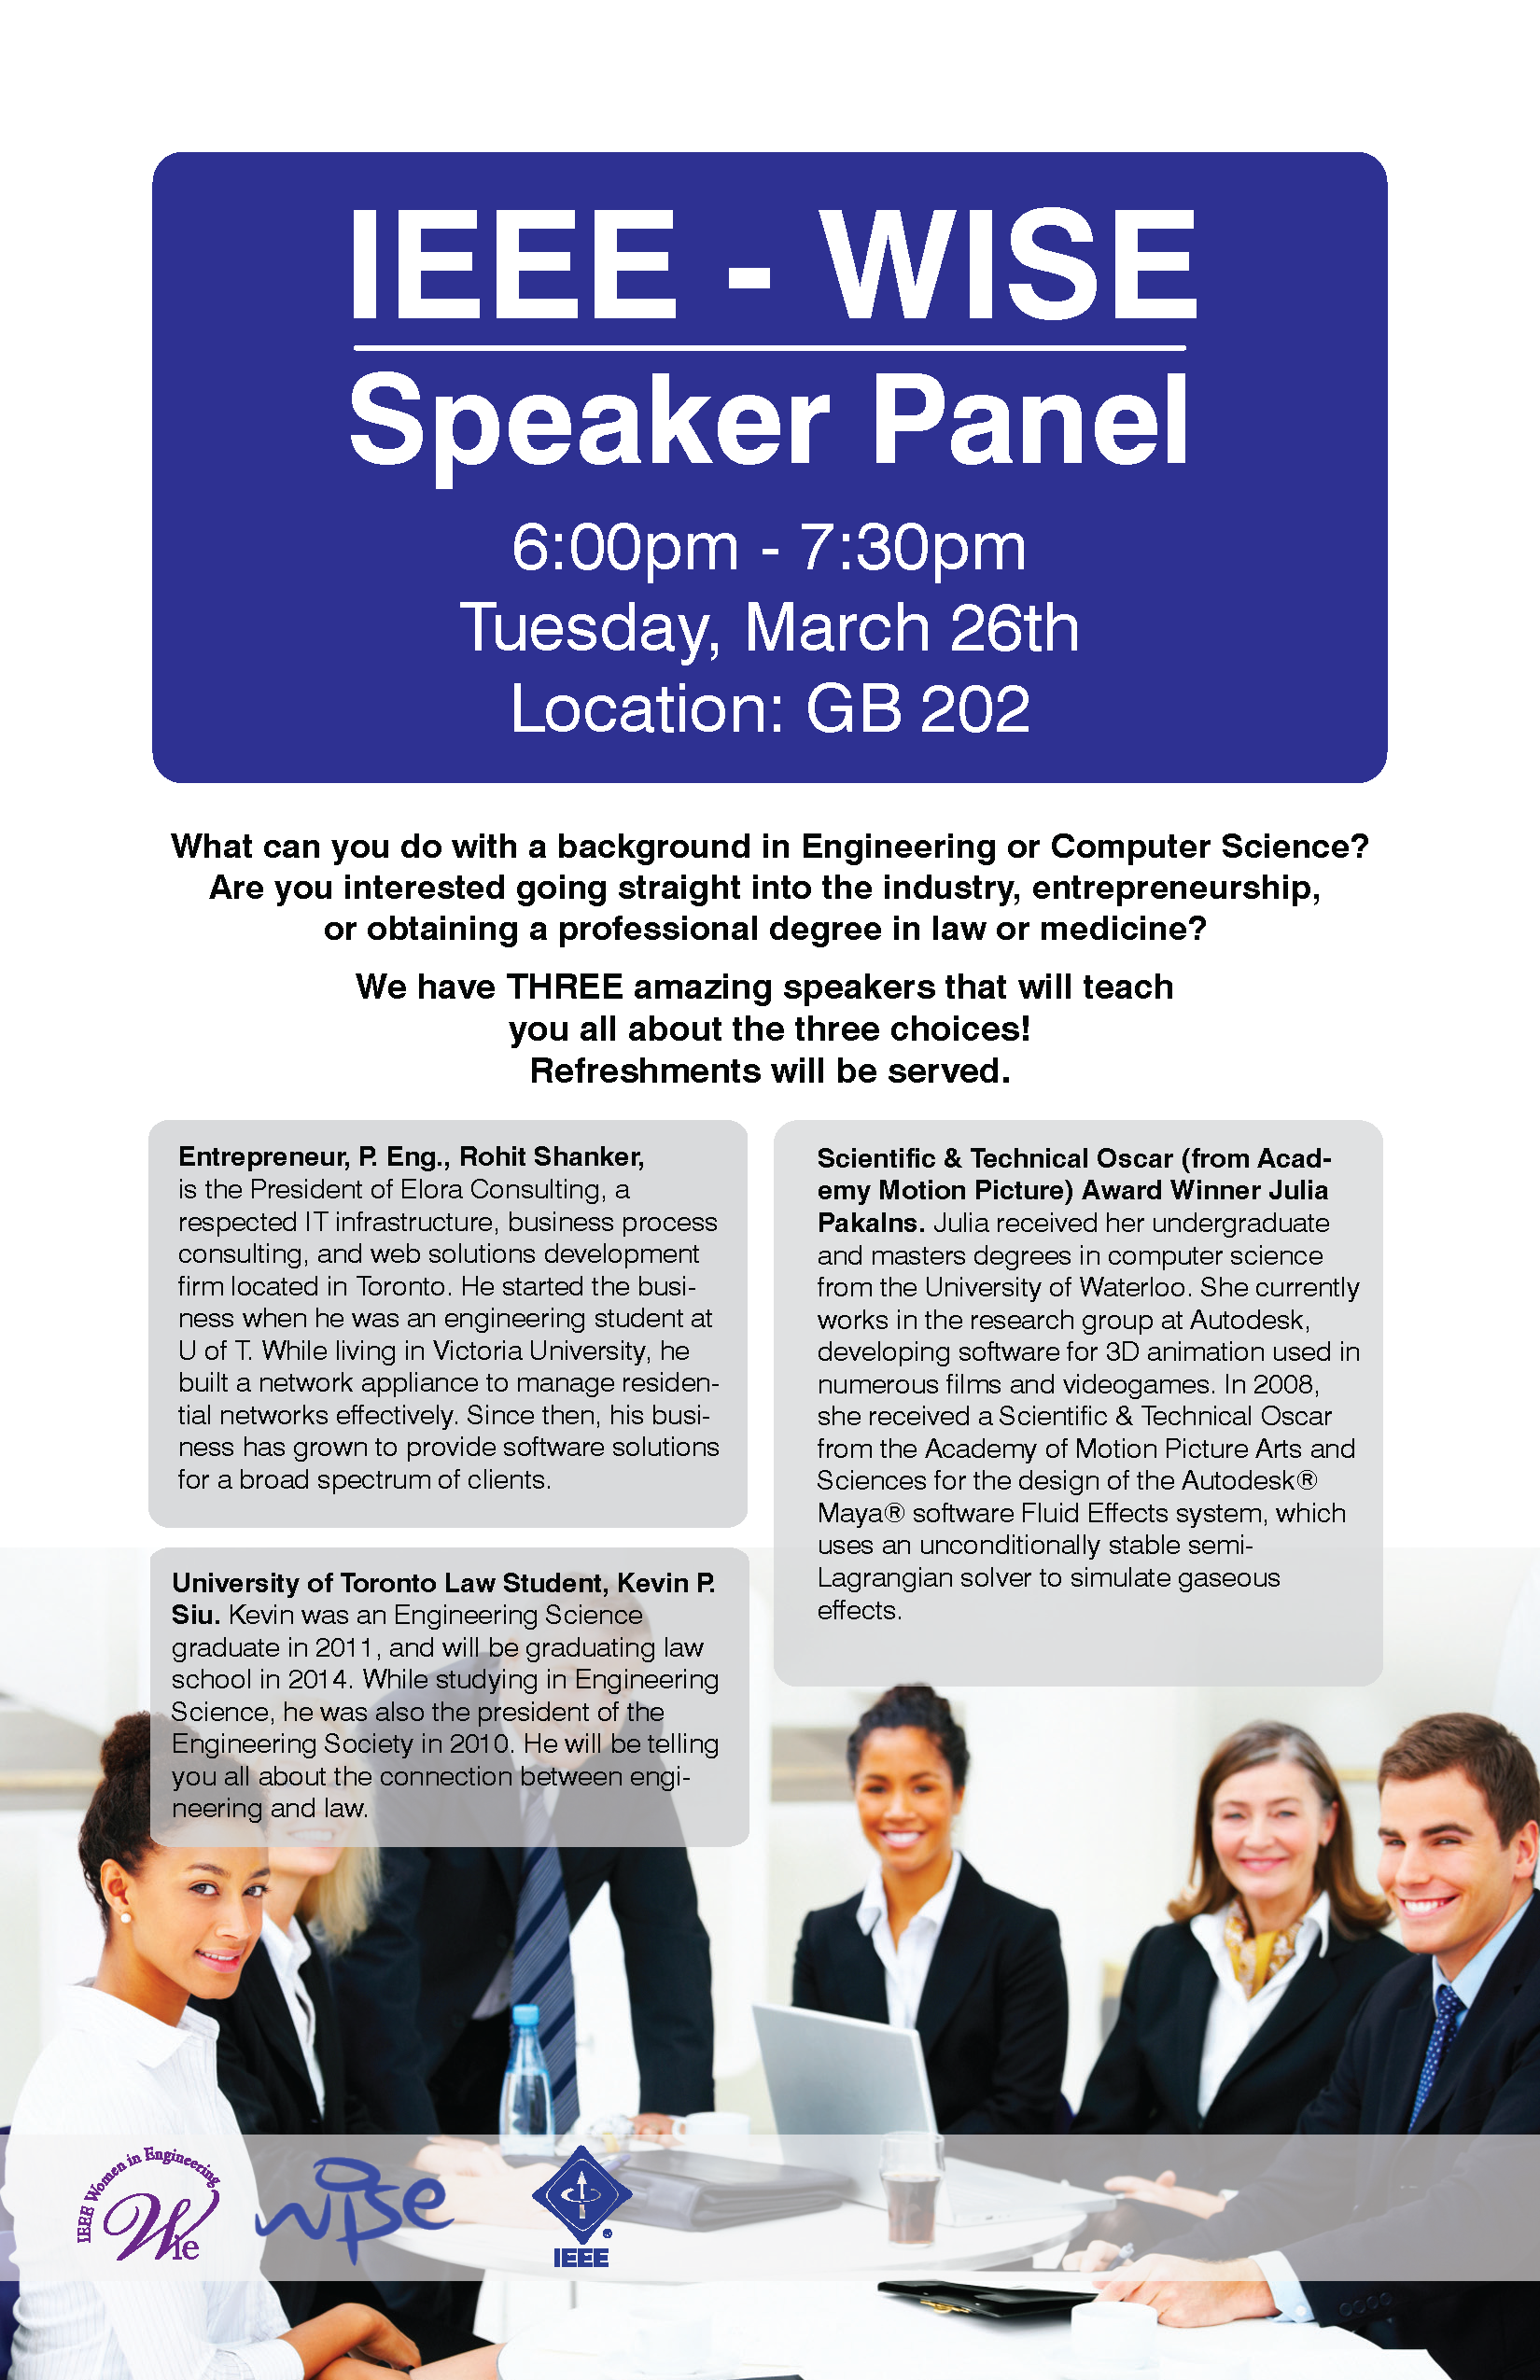 IEEE - WISE
Speaker Panel
6:00pm - 7:30pm
Tuesday, March 26th
Location: GB 202
What can you do with a background in Engineering or Computer Science?
Are you interested going straight into the industry, entrepreneurship,
or obtaining a professional degree in law or medicine?
We have THREE amazing speakers that will teach
you all about the three choices!
Refreshments will be served.
Entrepreneur, P. Eng., Rohit Shanker,
is the President of Elora Consulting, a
respected IT infrastructure, business process
consulting, and web solutions development
firm located in Toronto. He started the busi-
ness when he was an engineering student at
U of T. While living in Victoria University, he
built a network appliance to manage residen-
tial networks effectively. Since then, his busi-
ness has grown to provide software solutions
for a broad spectrum of clients.
University of Toronto Law Student, Kevin P.
Siu. Kevin was an Engineering Science
graduate in 2011, and will be graduating law
school in 2014. While studying in Engineering
Science, he was also the president of the
Engineering Society in 2010. He will be telling
you all about the connection between engi-
neering and law.
Scientific & Technical Oscar (from Acad-
emy Motion Picture) Award Winner Julia
Pakalns. Julia received her undergraduate
and masters degrees in computer science
from the University of Waterloo. She currently
works in the research group at Autodesk,
developing software for 3D animation used in
numerous films and videogames. In 2008,
she received a Scientific & Technical Oscar
from the Academy of Motion Picture Arts and
Sciences for the design of the Autodesk®
Maya® software Fluid Effects system, which
uses an unconditionally stable semi-
Lagrangian solver to simulate gaseous
effects.
IEEE Women in Engineering
Wie
wise
®
IEEE